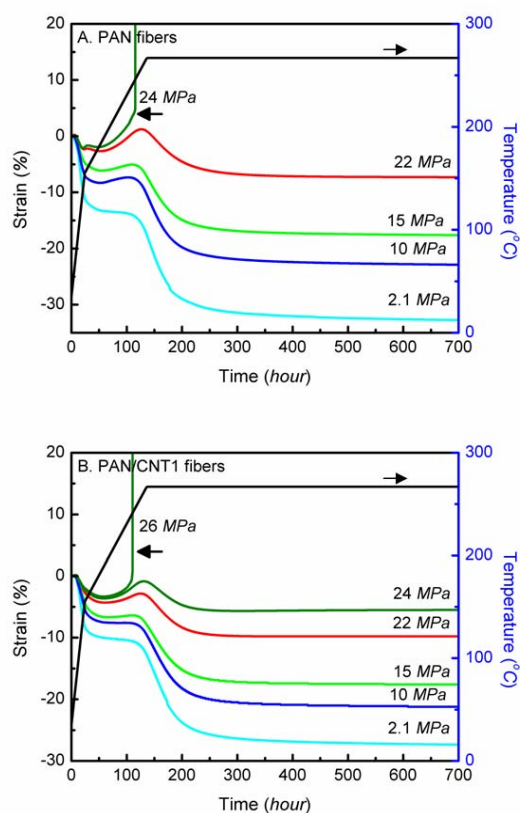 A. PAN fibers
20
10
0
-10
-20
-30
Strain (%)
24 MPa
22 MPa
15 MPa
10 MPa
2.1 MPa
300
200
100
0
Temperature (°C)
0 100 200 300 400 500 600 700
Time (hour)
B. PAN/CNT1 fibers
20
10
0
-10
-20
-30
Strain (%)
26 MPa
24 MPa
22 MPa
15 MPa
10 MPa
2.1 MPa
300
200
100
0
Temperature (°C)
0 100 200 300 400 500 600 700
Time (hour)